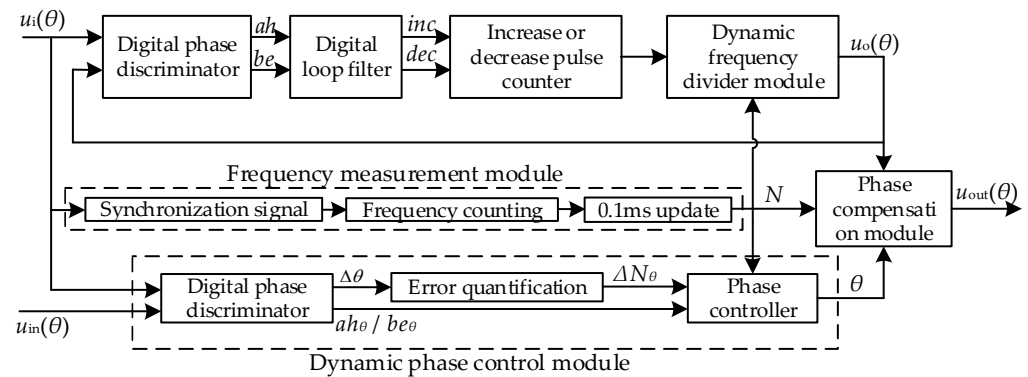 ui(θ)
Digital phase
discriminator
ah
be
Digital
loop filter
inc
dec
Increase or
decrease pulse
counter
Dynamic
frequency
divider module
uo(θ)
Frequency measurement module
Synchronization signal
Frequency counting
0.1ms update
N
Phase
compensati
on module
uout(θ)
Digital phase
discriminator
Δθ
Error quantification
ΔNθ
Phase
controller
θ
uin(θ)
ahθ / beθ
Dynamic phase control module